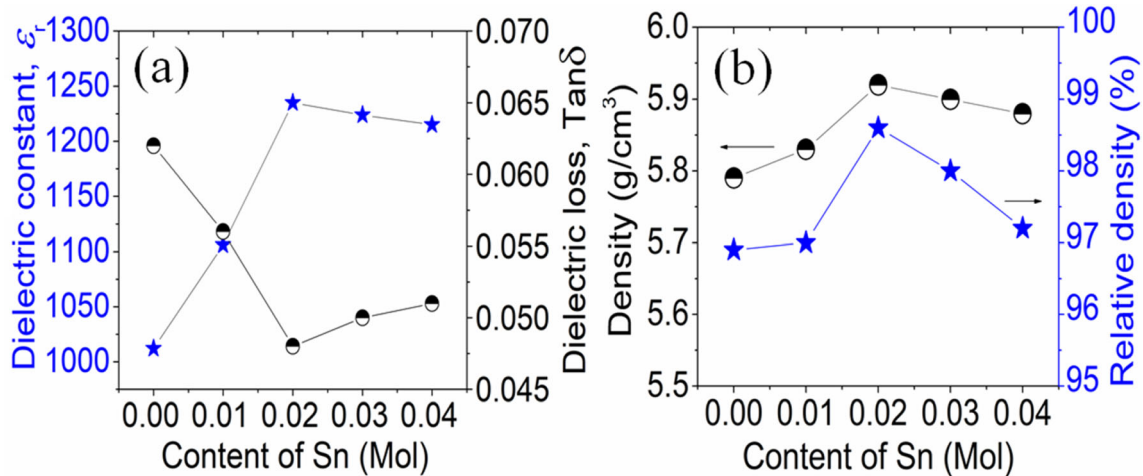 (a)
Dielectric constant, εr
1300
1250
1200
1150
1100
1050
1000
0.070
0.065
0.060
0.055
0.050
0.045
Dielectric loss, Tanδ
0.00 0.01 0.02 0.03 0.04
Content of Sn (Mol)
(b)
Density (g/cm³)
6.0
5.9
5.8
5.7
5.6
5.5
100
99
98
97
96
95
Relative density (%)
0.00 0.01 0.02 0.03 0.04
Content of Sn (Mol)